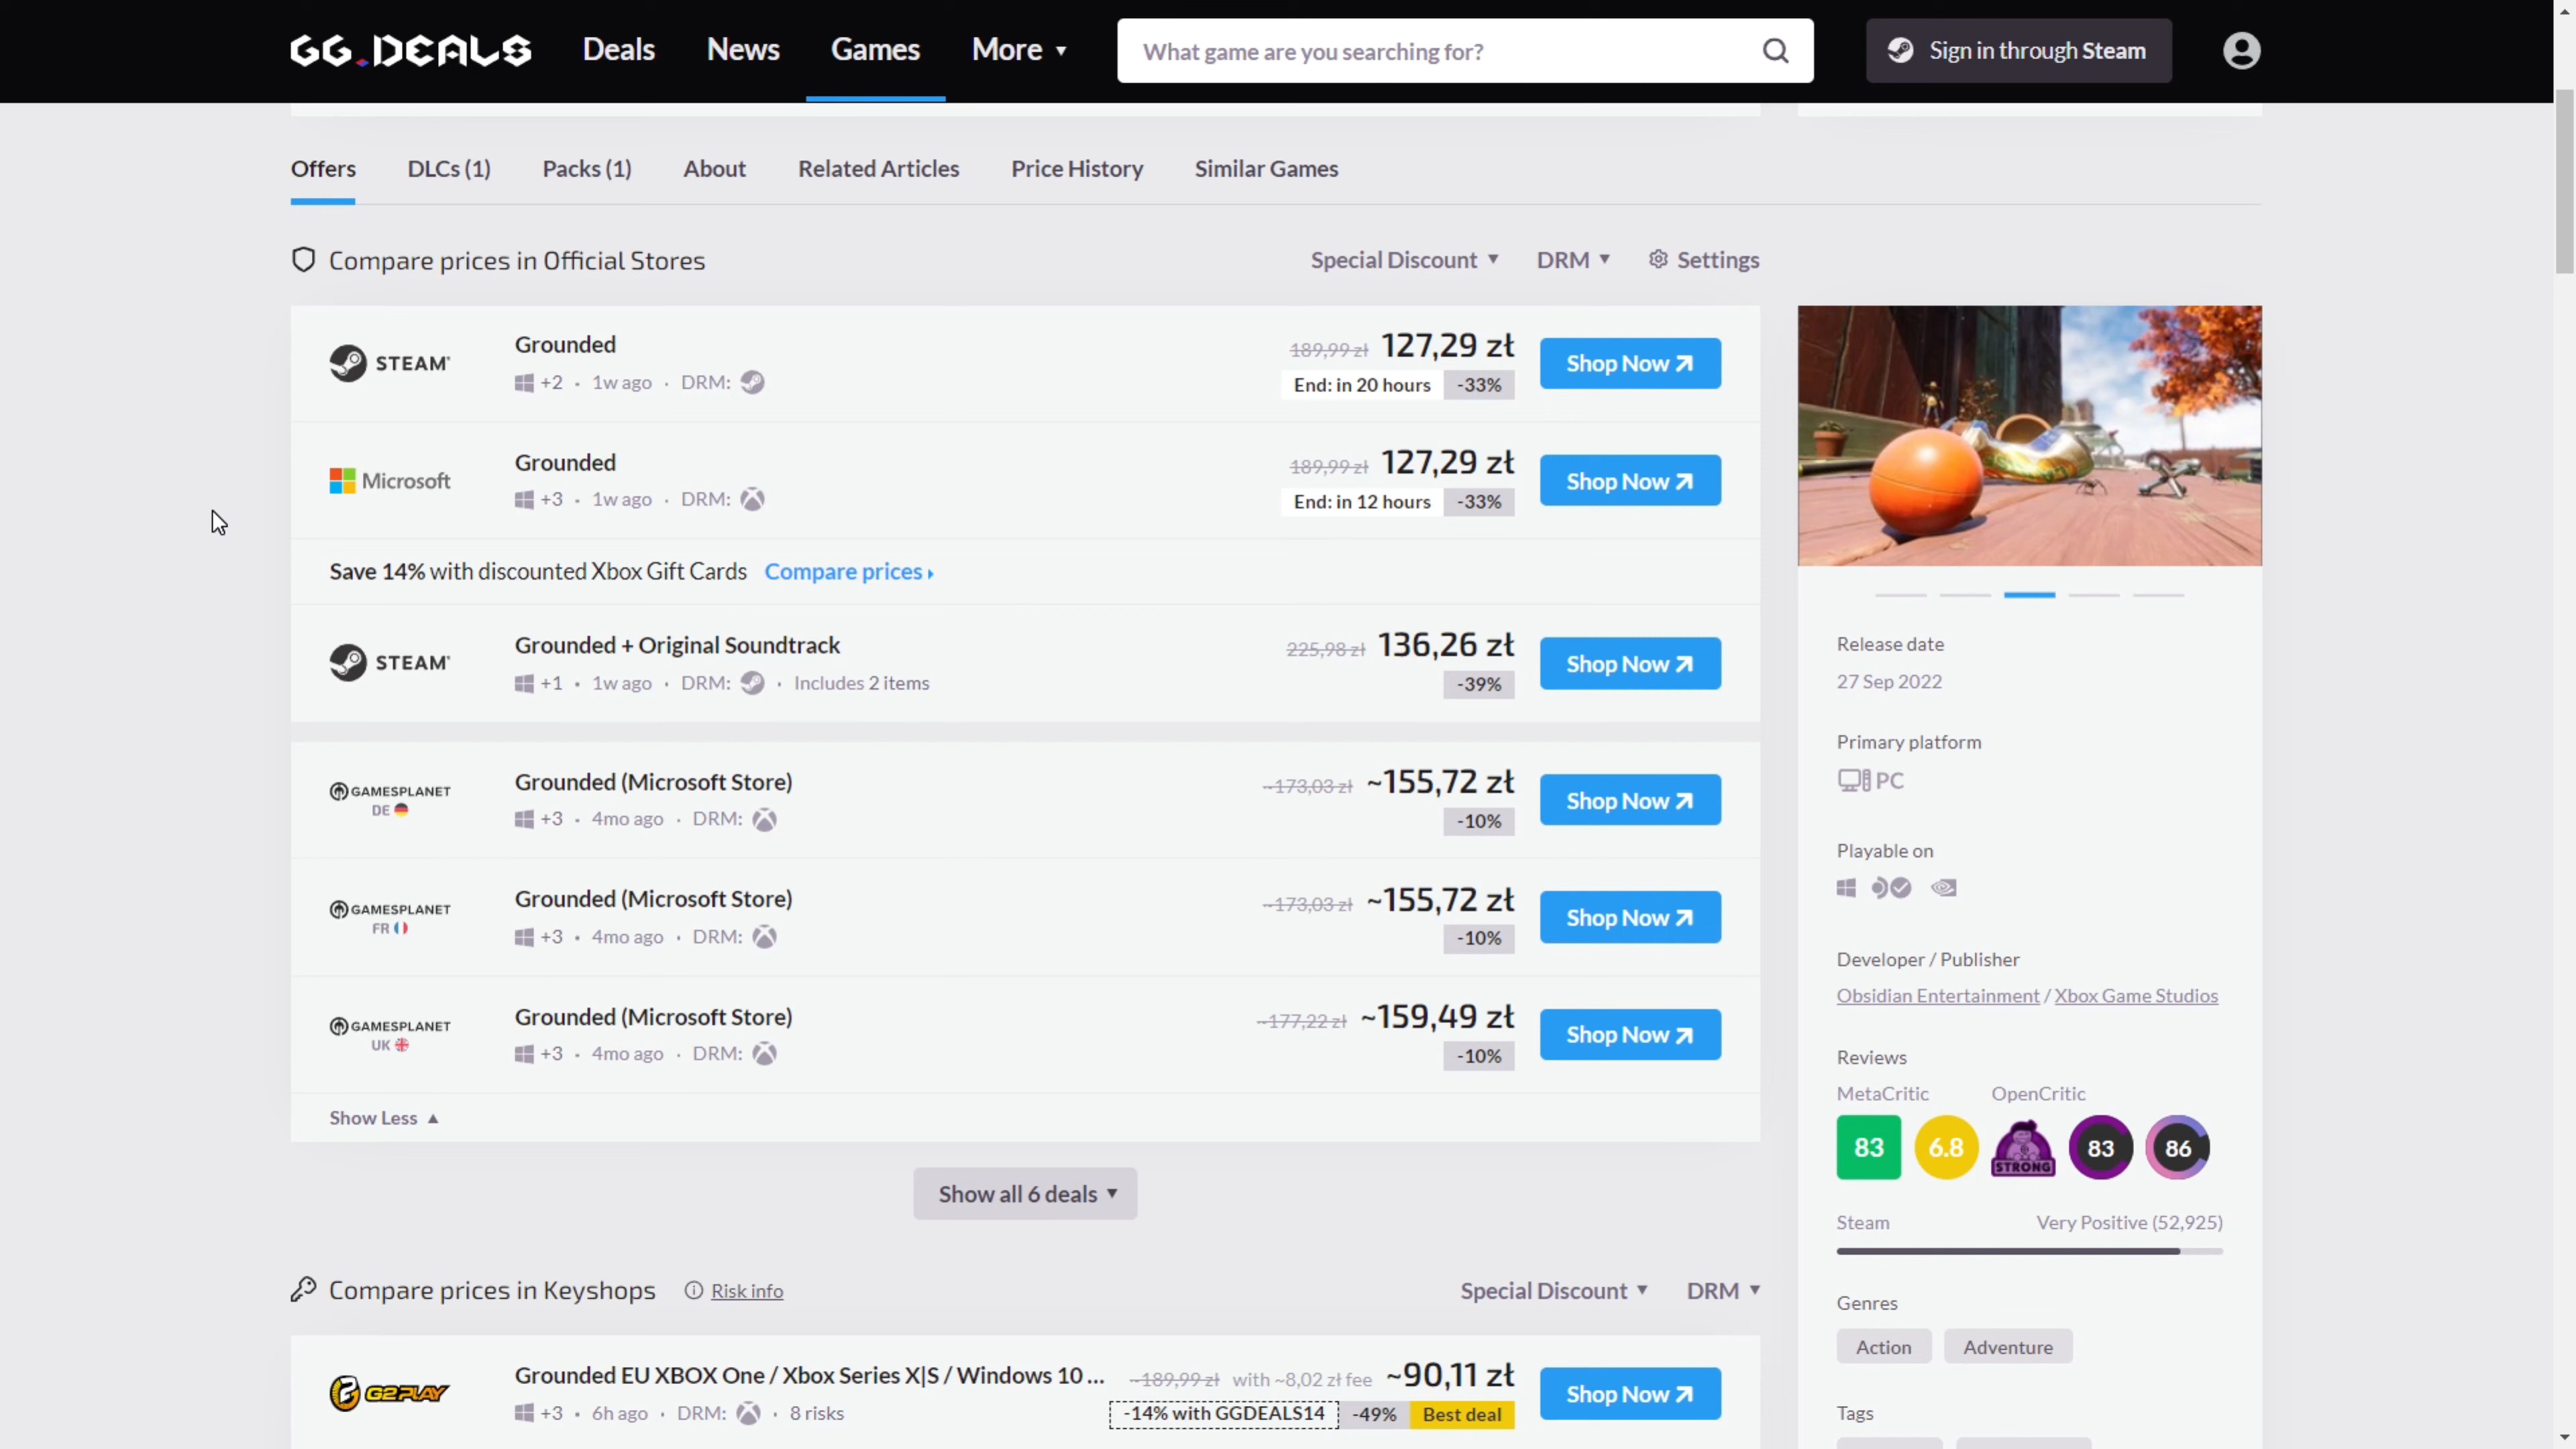 GG.DEALS
Deals
News
Games
More
What game are you searching for?
Sign in through Steam
Offers
DLCs (1)
Packs (1)
About
Related Articles
Price History
Similar Games
Compare prices in Official Stores
Special Discount
DRM
Settings
STEAM
Grounded
+2 · 1w ago · DRM:
189,99 zł 127,29 zł
End: in 20 hours -33%
Shop Now
Microsoft
Grounded
+3 · 1w ago · DRM:
189,99 zł 127,29 zł
End: in 12 hours -33%
Shop Now
Save 14% with discounted Xbox Gift Cards Compare prices
STEAM
Grounded + Original Soundtrack
+1 · 1w ago · DRM: · Includes 2 items
225,98 zł 136,26 zł
-39%
Shop Now
GAMESPLANET
DE
Grounded (Microsoft Store)
+3 · 4mo ago · DRM:
~173,03 zł ~155,72 zł
-10%
Shop Now
GAMESPLANET
FR
Grounded (Microsoft Store)
+3 · 4mo ago · DRM:
~173,03 zł ~155,72 zł
-10%
Shop Now
GAMESPLANET
UK
Grounded (Microsoft Store)
+3 · 4mo ago · DRM:
~177,22 zł ~159,49 zł
-10%
Shop Now
Show Less
Show all 6 deals
Compare prices in Keyshops
Risk info
Special Discount
DRM
G2PLAY
Grounded EU XBOX One / Xbox Series X|S / Windows 10 ...
+3 · 6h ago · DRM: · 8 risks
~189,99 zł with ~8,02 zł fee ~90,11 zł
-14% with GGDEALS14 -49% Best deal
Shop Now
Release date
27 Sep 2022
Primary platform
PC
Playable on
Developer / Publisher
Obsidian Entertainment / Xbox Game Studios
Reviews
MetaCritic OpenCritic
83 6.8 STRONG 83 86
Steam Very Positive (52,925)
Genres
Action Adventure
Tags